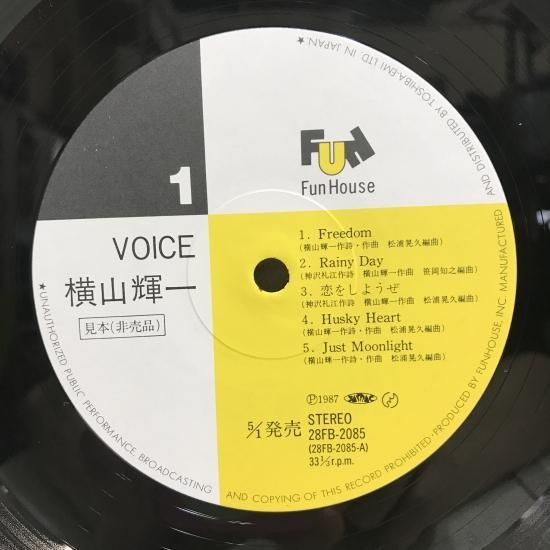 1
FUN
FunHouse
VOICE
横山輝一
見本(非売品)
1. Freedom
(横山輝一作詩・作曲 松浦晃久編曲)
2. Rainy Day
(神沢礼江作詩 横山輝一作曲 笹岡知之編曲)
3. 恋をしようぜ
(神沢礼江作詩 横山輝一作曲 松浦晃久編曲)
4. Husky Heart
(横山輝一作詩・作曲 松浦晃久編曲)
5. Just Moonlight
(横山輝一作詩・作曲 松浦晃久編曲)
Ⓟ1987
5/1発売
STEREO
28FB-2085
(28FB-2085-A)
33⅓r.p.m.
★UNAUTHORIZED PUBLIC PERFORMANCE, BROADCASTING AND COPYING OF THIS RECORD PROHIBITED·PRODUCED BY FUNHOUSE, INC. MANUFACTURED AND DISTRIBUTED BY TOSHIBA-EMI LTD IN JAPAN.★